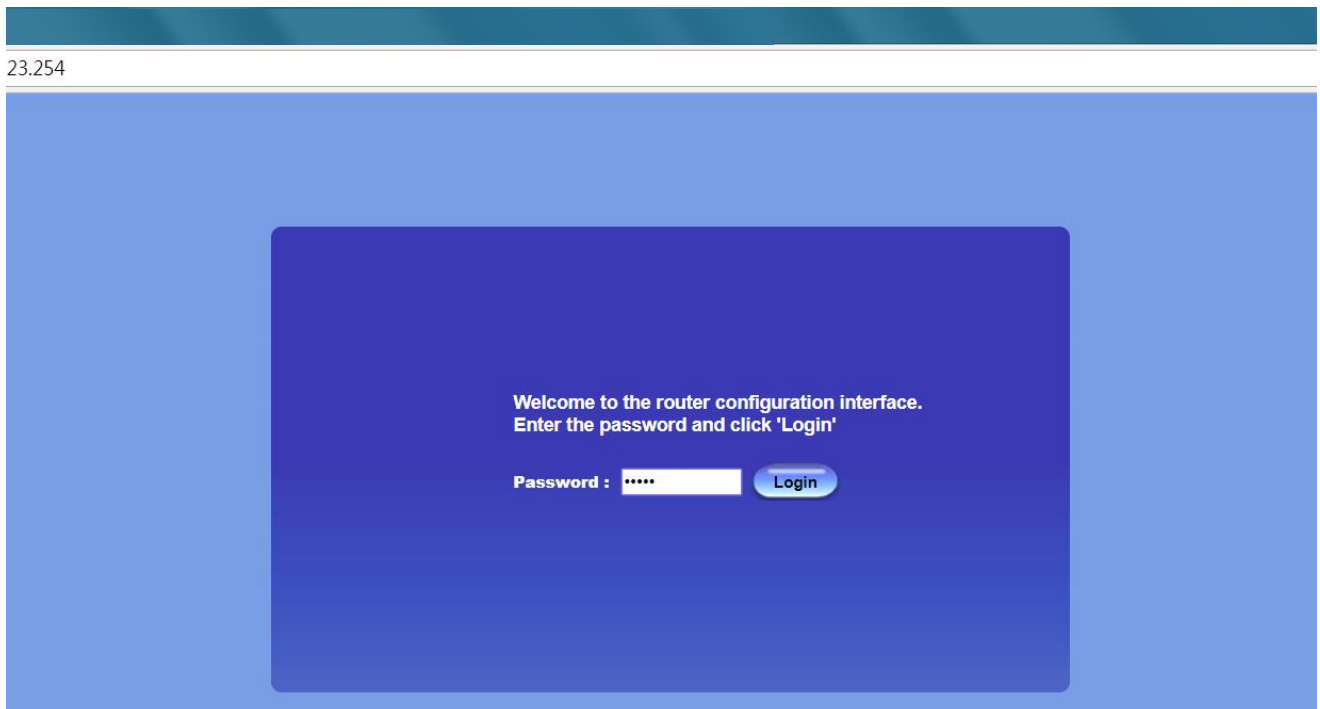 23.254
Welcome to the router configuration interface.
Enter the password and click 'Login'
Password : ••••• Login